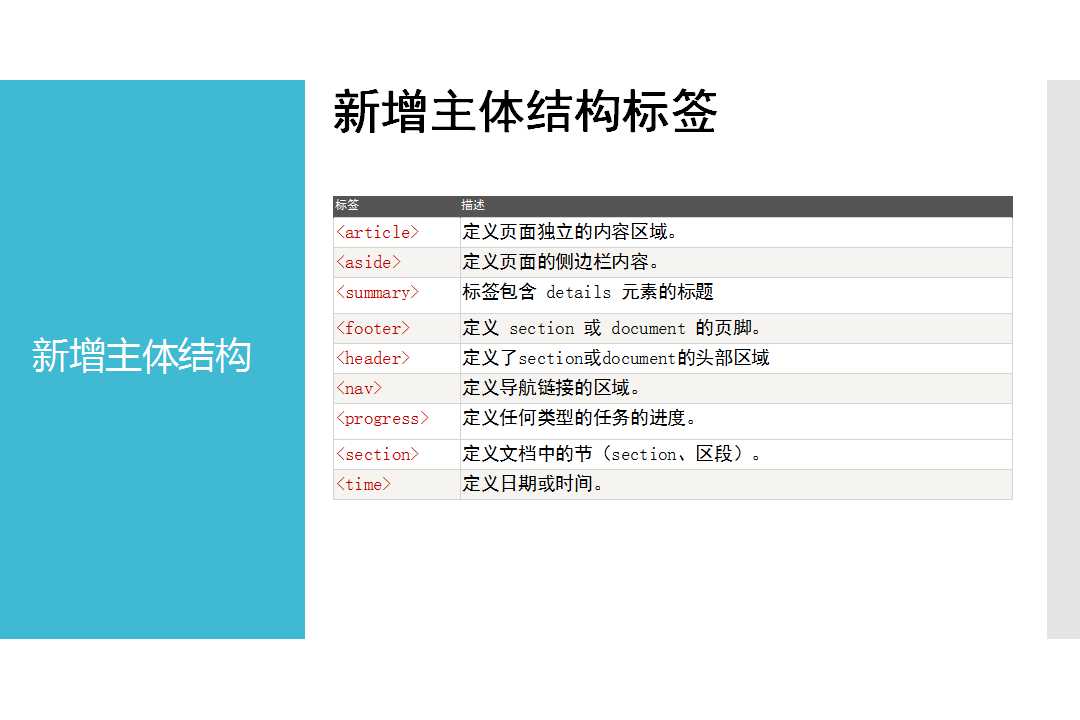 新增主体结构
新增主体结构标签
标签 描述
<article> 定义页面独立的内容区域。
<aside> 定义页面的侧边栏内容。
<summary> 标签包含 details 元素的标题
<footer> 定义 section 或 document 的页脚。
<header> 定义了section或document的头部区域
<nav> 定义导航链接的区域。
<progress> 定义任何类型的任务的进度。
<section> 定义文档中的节（section、区段）。
<time> 定义日期或时间。